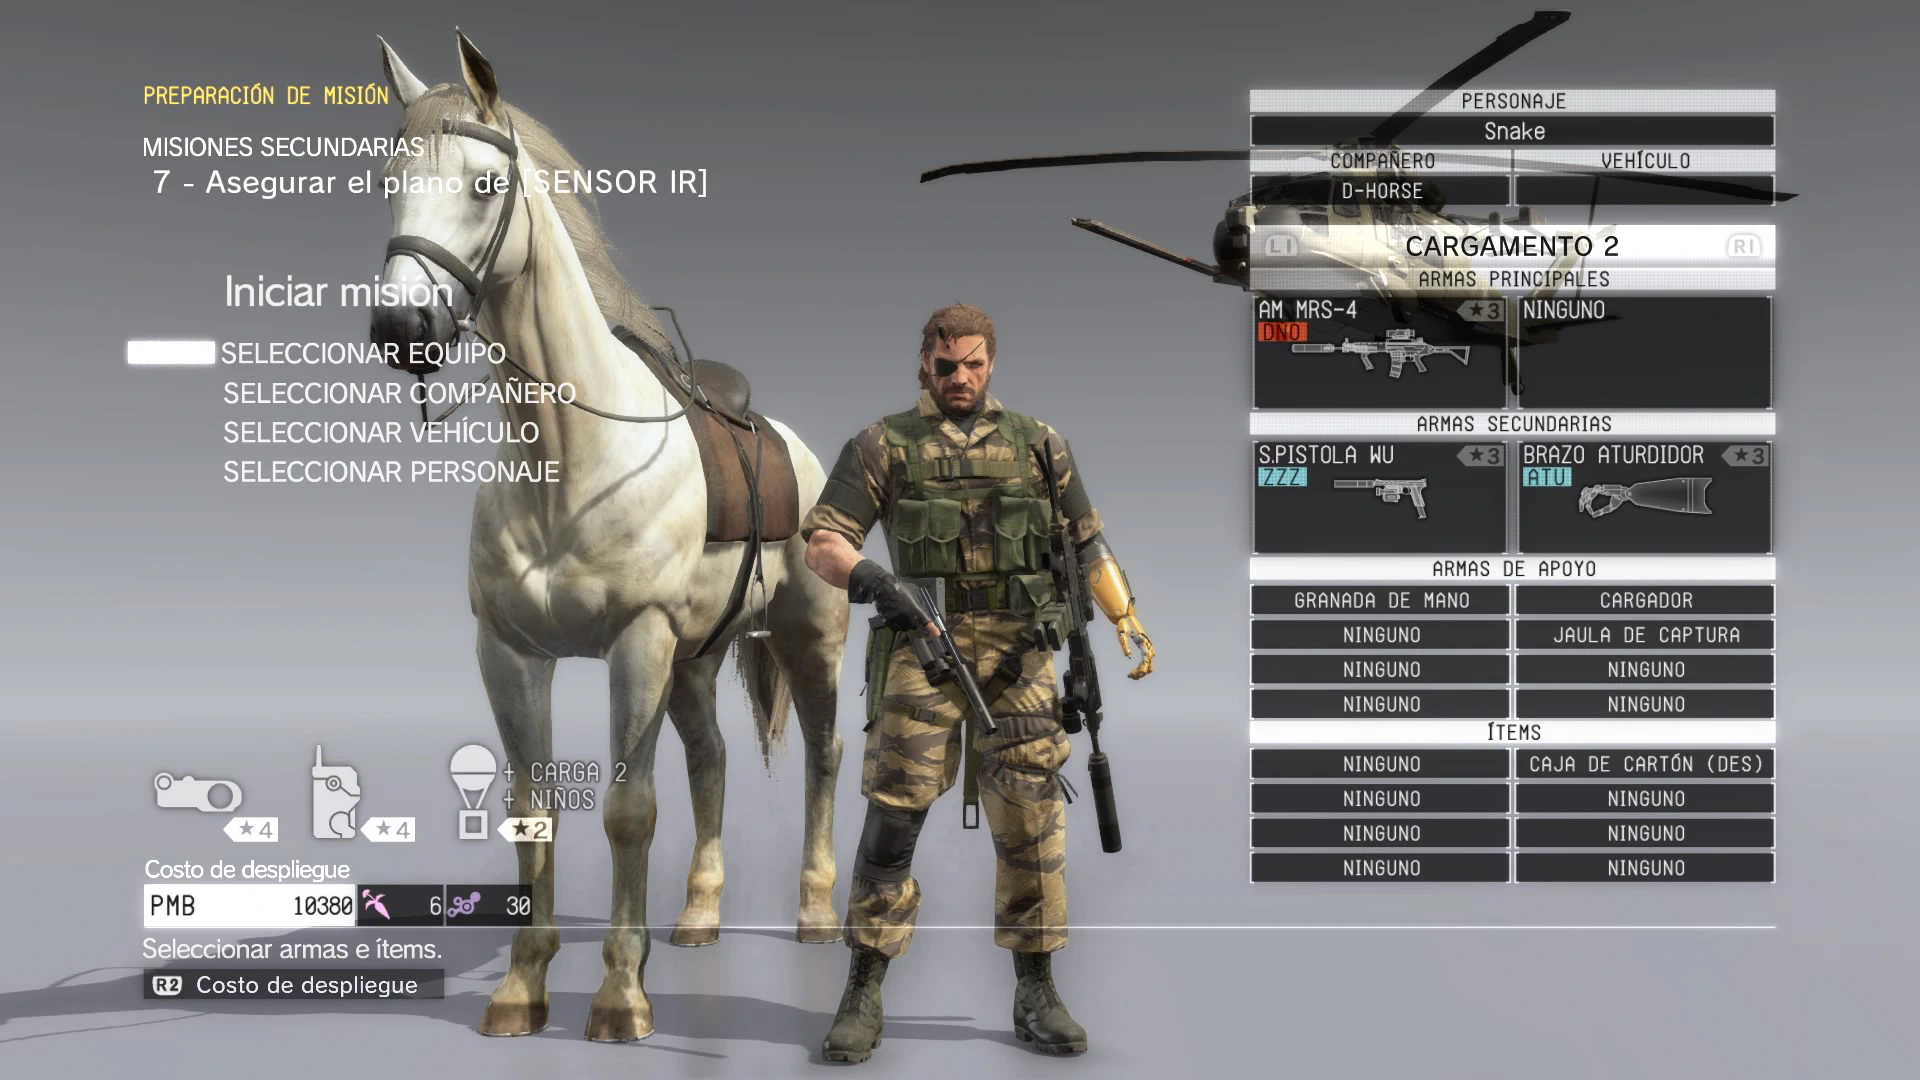 PREPARACIÓN DE MISIÓN
MISIONES SECUNDARIAS
7 - Asegurar el plano de [SENSOR IR]
Iniciar misión
SELECCIONAR EQUIPO
SELECCIONAR COMPAÑERO
SELECCIONAR VEHÍCULO
SELECCIONAR PERSONAJE
★4
★4
+ CARGA 2
+ NIÑOS
★2
Costo de despliegue
PMB 10380 6 30
Seleccionar armas e ítems.
R2 Costo de despliegue
PERSONAJE
Snake
COMPAÑERO VEHÍCULO
D-HORSE
L1 CARGAMENTO 2 R1
ARMAS PRINCIPALES
AM MRS-4 ★3 NINGUNO
DNO
ARMAS SECUNDARIAS
S.PISTOLA WU ★3 BRAZO ATURDIDOR ★3
ZZZ ATU
ARMAS DE APOYO
GRANADA DE MANO CARGADOR
NINGUNO JAULA DE CAPTURA
NINGUNO NINGUNO
NINGUNO NINGUNO
ÍTEMS
NINGUNO CAJA DE CARTÓN (DES)
NINGUNO NINGUNO
NINGUNO NINGUNO
NINGUNO NINGUNO